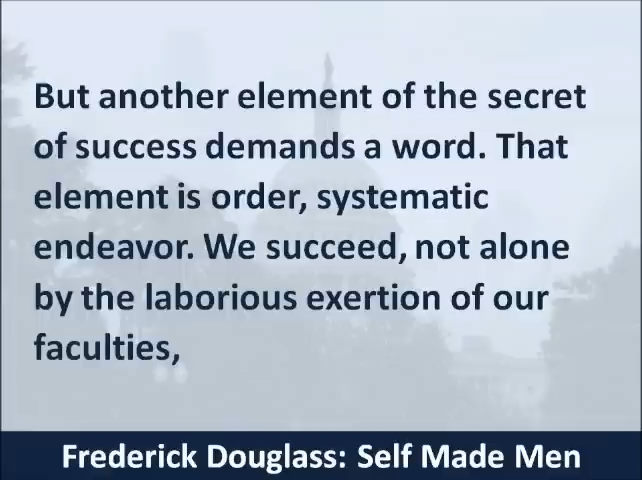 But another element of the secret
of success demands a word. That
element is order, systematic
endeavor. We succeed, not alone
by the laborious exertion of our
faculties,
Frederick Douglass: Self Made Men